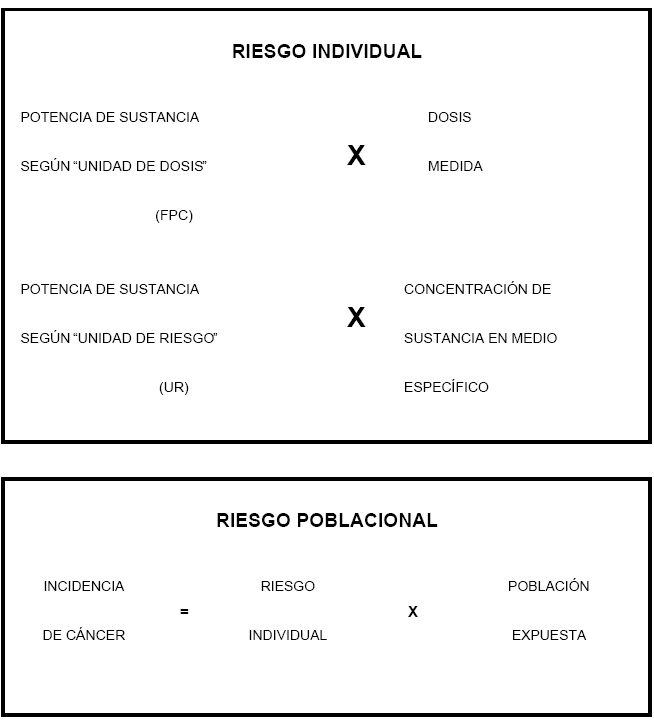 RIESGO INDIVIDUAL
POTENCIA DE SUSTANCIA DOSIS
SEGÚN “UNIDAD DE DOSIS” X MEDIDA
(FPC)
POTENCIA DE SUSTANCIA CONCENTRACIÓN DE
SEGÚN “UNIDAD DE RIESGO” X SUSTANCIA EN MEDIO
(UR) ESPECÍFICO
RIESGO POBLACIONAL
INCIDENCIA RIESGO POBLACIÓN
= X
DE CÁNCER INDIVIDUAL EXPUESTA